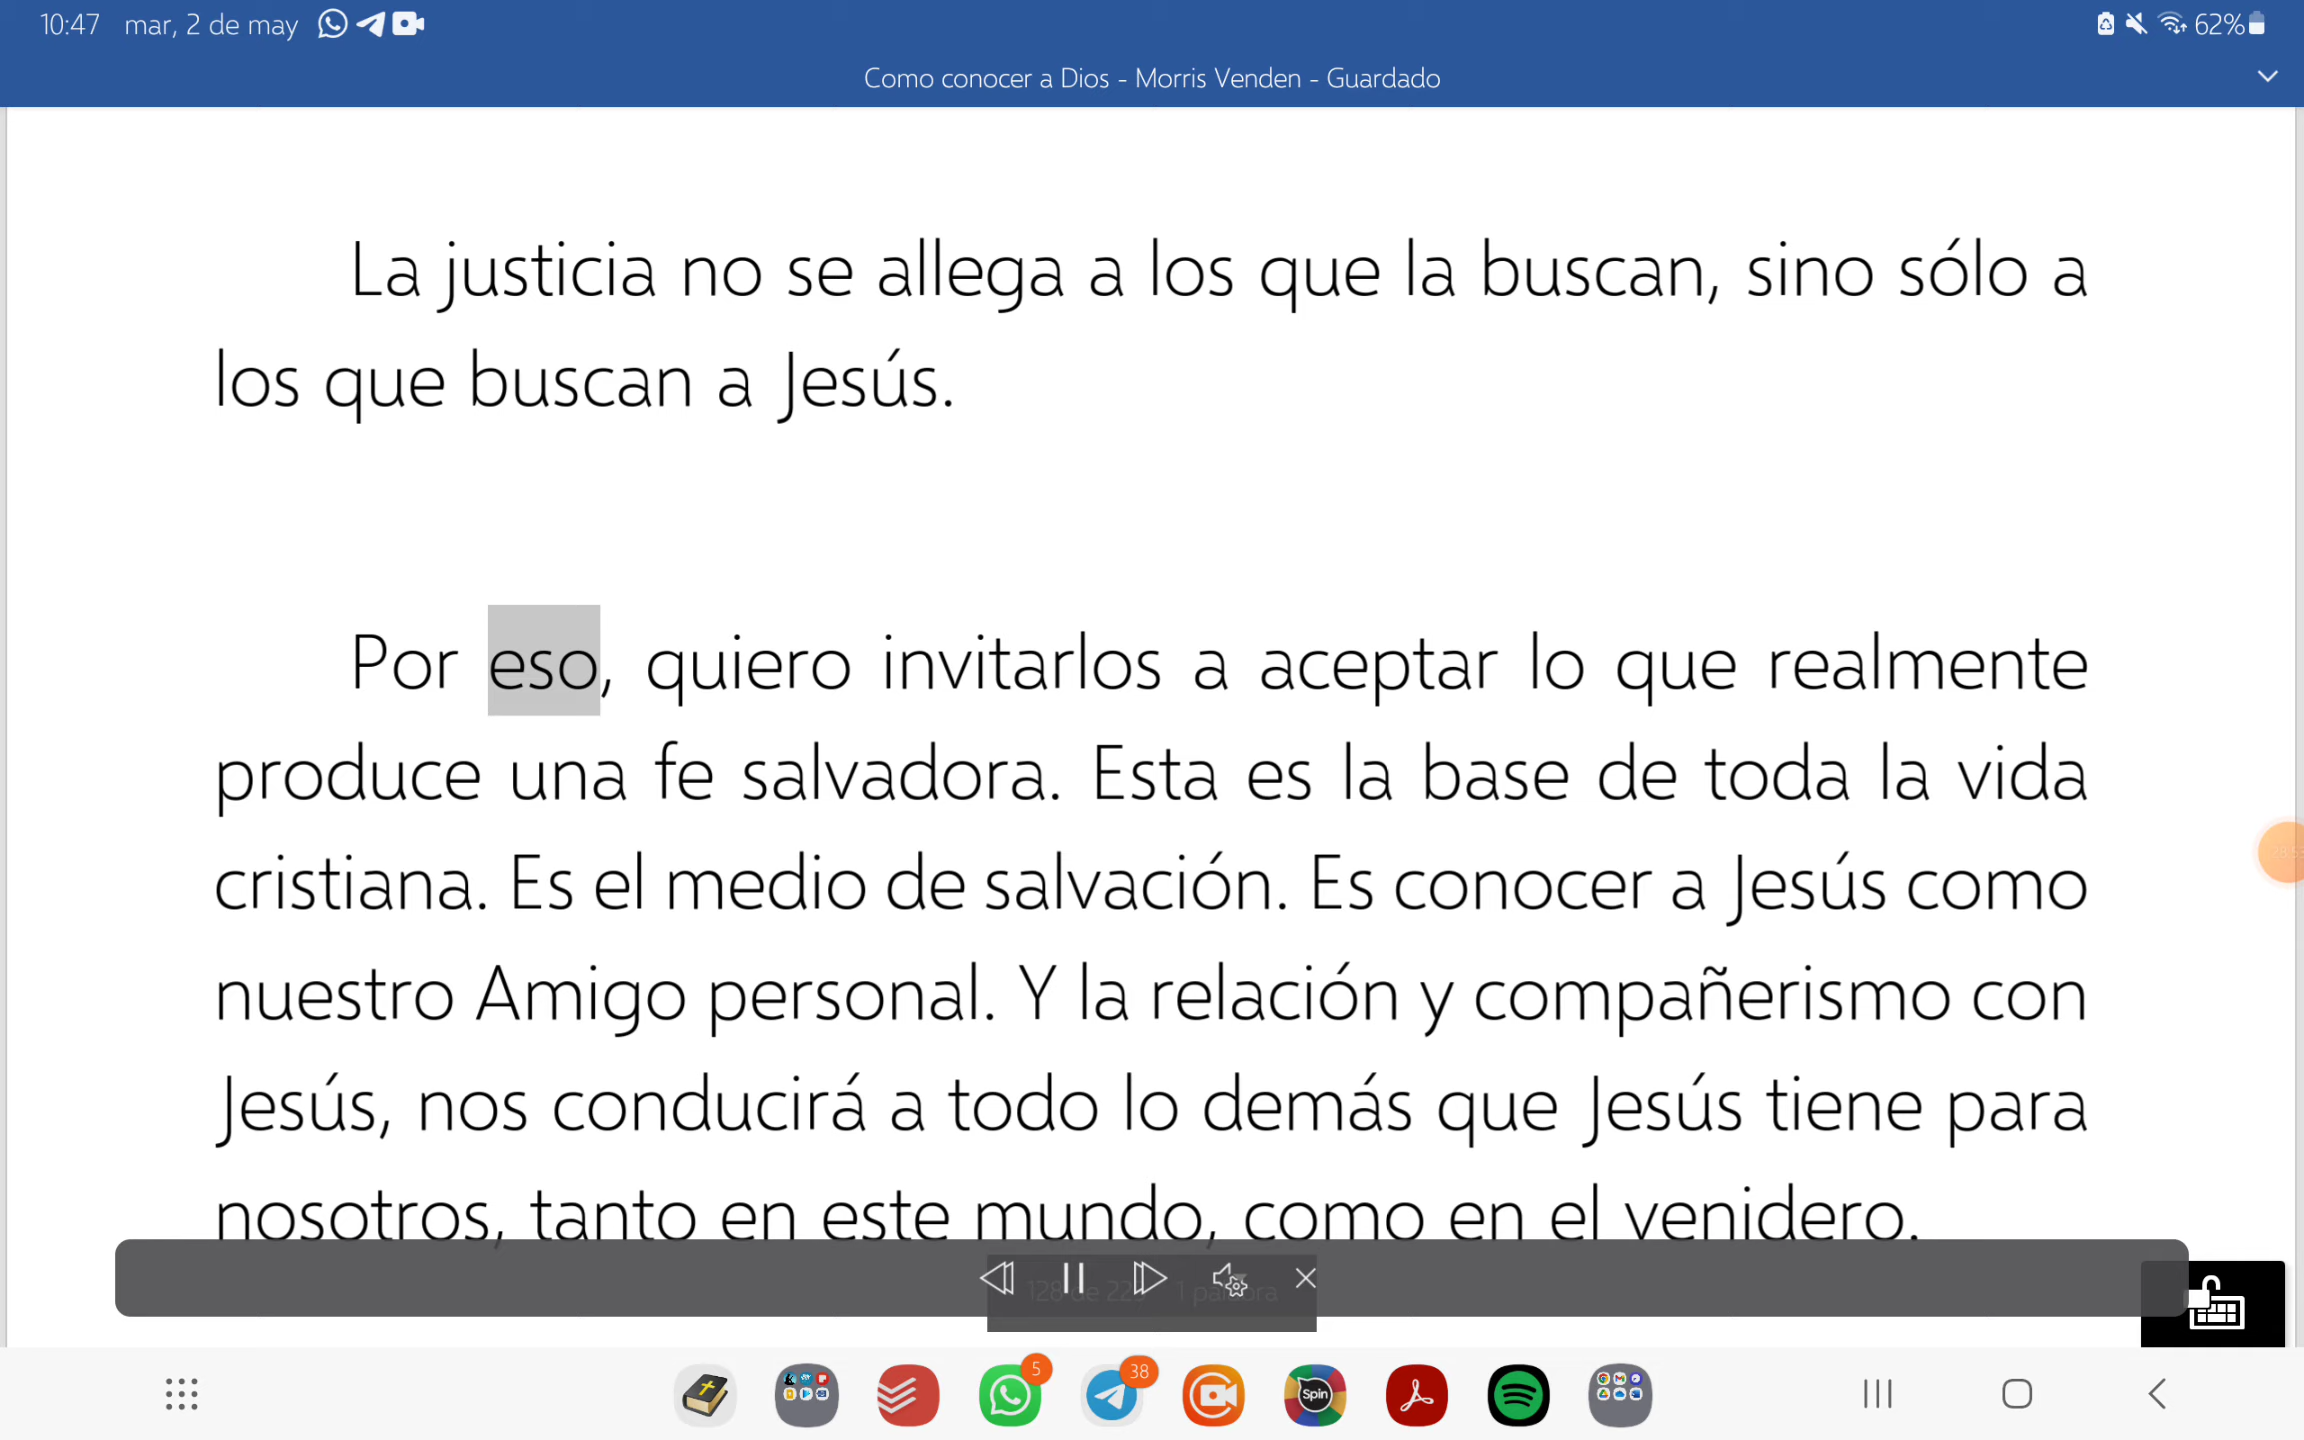 10:47 mar, 2 de may 62%
Como conocer a Dios - Morris Venden - Guardado
La justicia no se allega a los que la buscan, sino sólo a
los que buscan a Jesús.
Por eso, quiero invitarlos a aceptar lo que realmente
produce una fe salvadora. Esta es la base de toda la vida
cristiana. Es el medio de salvación. Es conocer a Jesús como
nuestro Amigo personal. Y la relación y compañerismo con
Jesús, nos conducirá a todo lo demás que Jesús tiene para
nosotros, tanto en este mundo, como en el venidero.
5 38
Spin